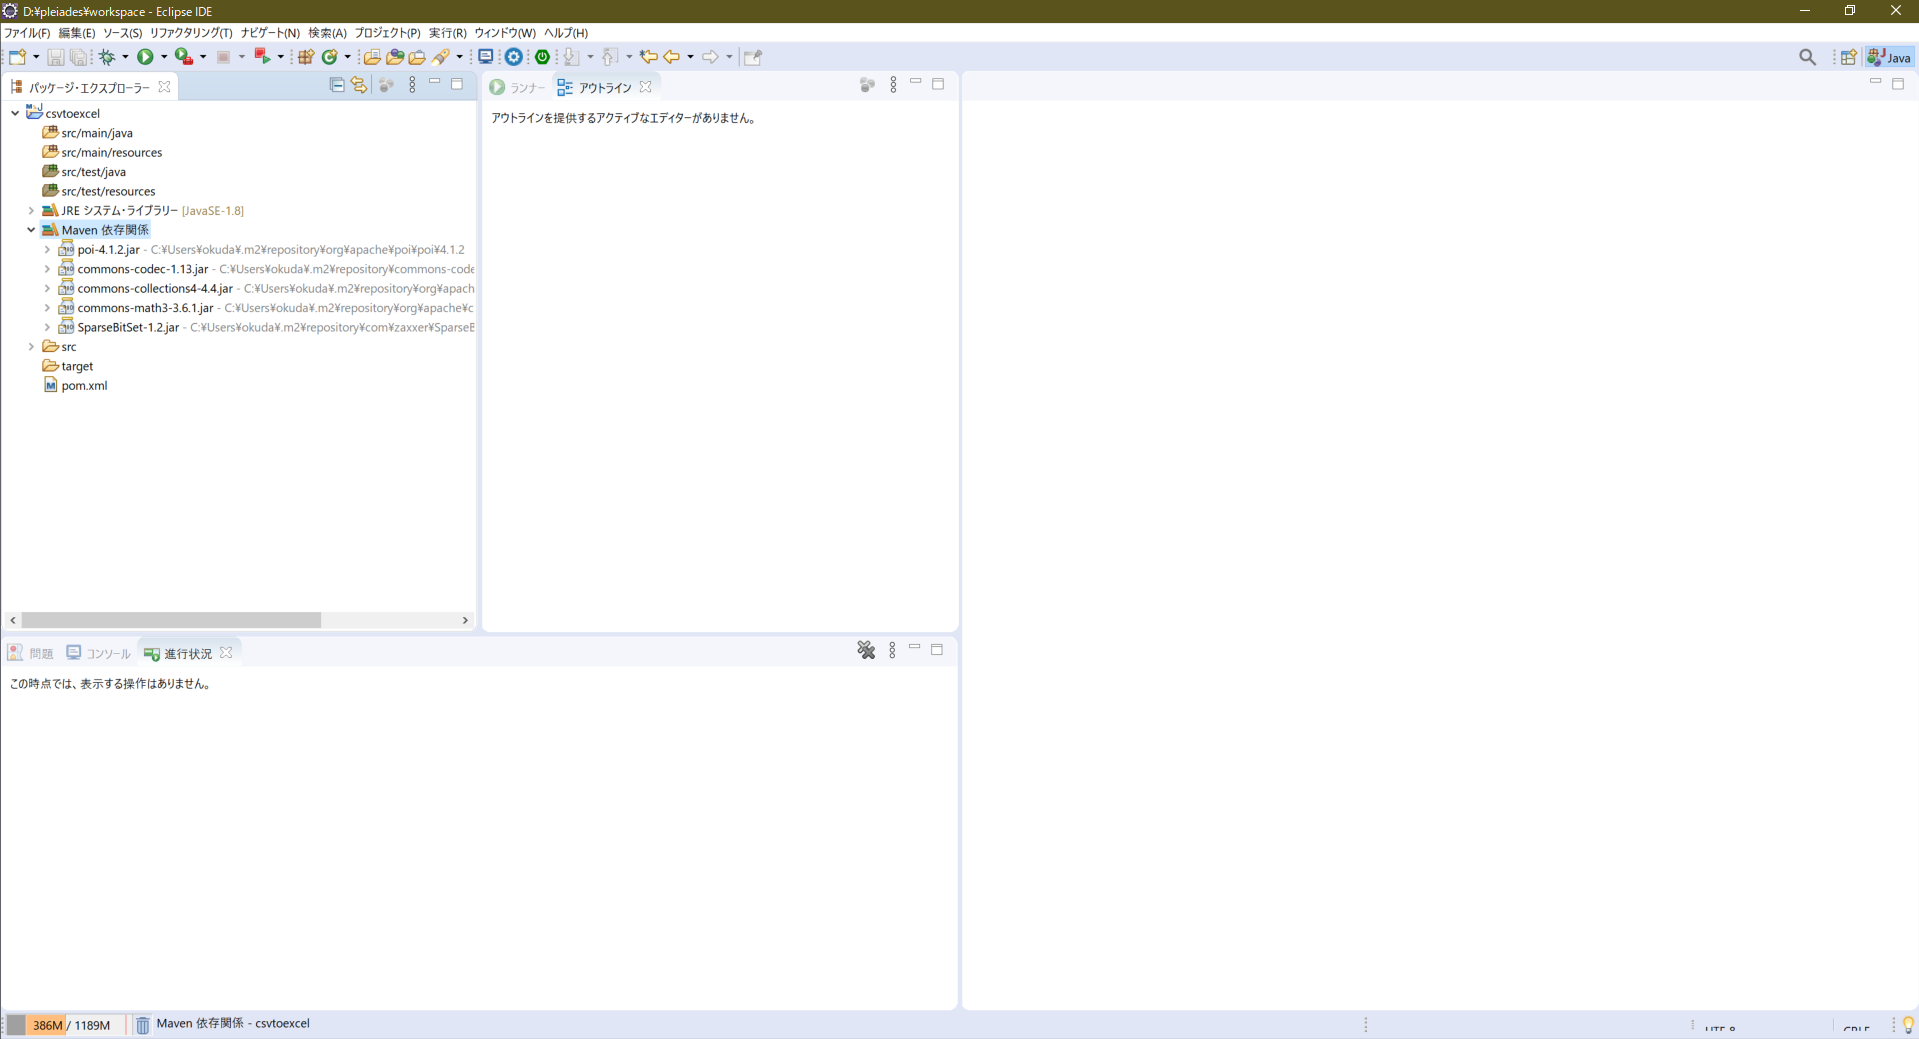 D:¥pleiades¥workspace - Eclipse IDE
ファイル(F) 編集(E) ソース(S) リファクタリング(T) ナビゲート(N) 検索(A) プロジェクト(P) 実行(R) ウィンドウ(W) ヘルプ(H)
Java
パッケージ・エクスプローラー
csvtoexcel
src/main/java
src/main/resources
src/test/java
src/test/resources
JRE システム・ライブラリー [JavaSE-1.8]
Maven 依存関係
poi-4.1.2.jar - C:¥Users¥okuda¥.m2¥repository¥org¥apache¥poi¥poi¥4.1.2
commons-codec-1.13.jar - C:¥Users¥okuda¥.m2¥repository¥commons-code
commons-collections4-4.4.jar - C:¥Users¥okuda¥.m2¥repository¥org¥apach
commons-math3-3.6.1.jar - C:¥Users¥okuda¥.m2¥repository¥org¥apache¥c
SparseBitSet-1.2.jar - C:¥Users¥okuda¥.m2¥repository¥com¥zaxxer¥SparseB
src
target
pom.xml
ランナー アウトライン
アウトラインを提供するアクティブなエディターがありません。
問題 コンソール 進行状況
この時点では、表示する操作はありません。
386M / 1189M
Maven 依存関係 - csvtoexcel
UTF-8
CRLF